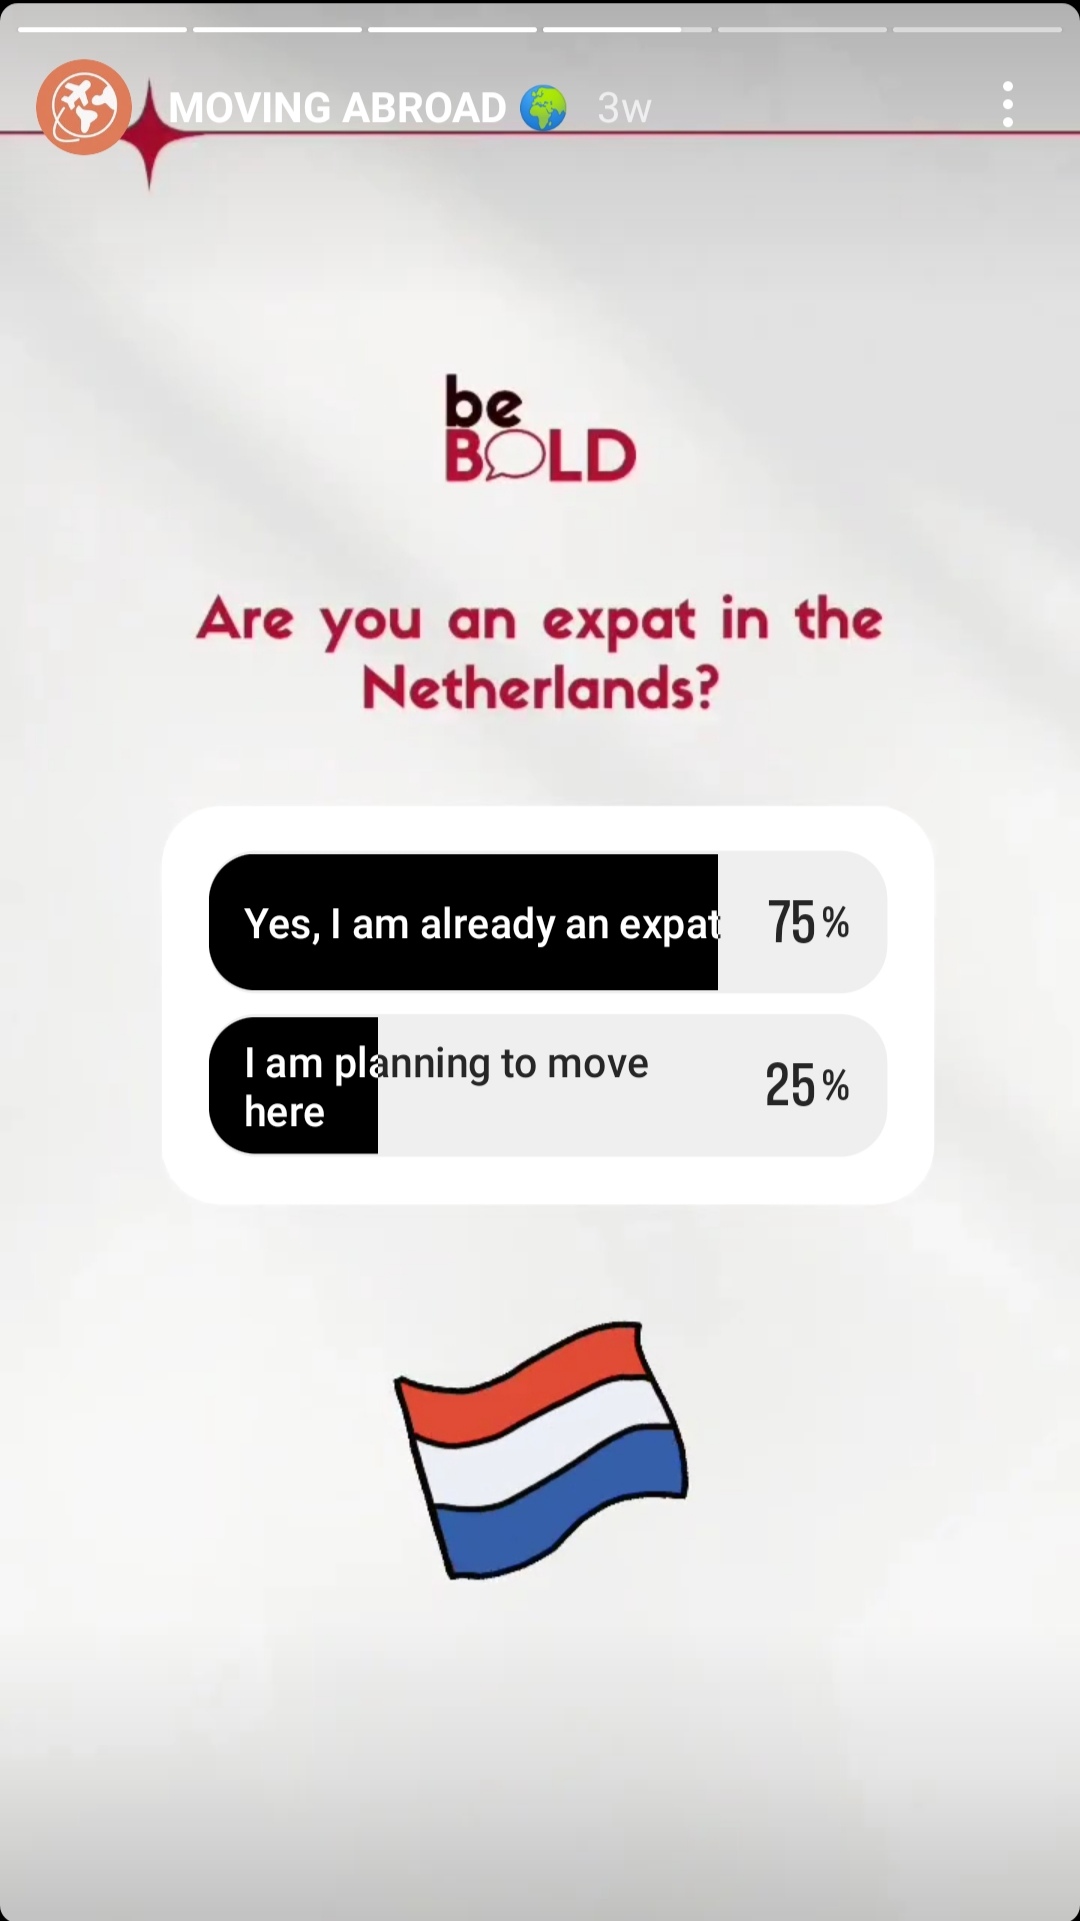 MOVING ABROAD 🌍 3w
be
BOLD
Are you an expat in the
Netherlands?
Yes, I am already an expat 75%
I am planning to move
here
25%